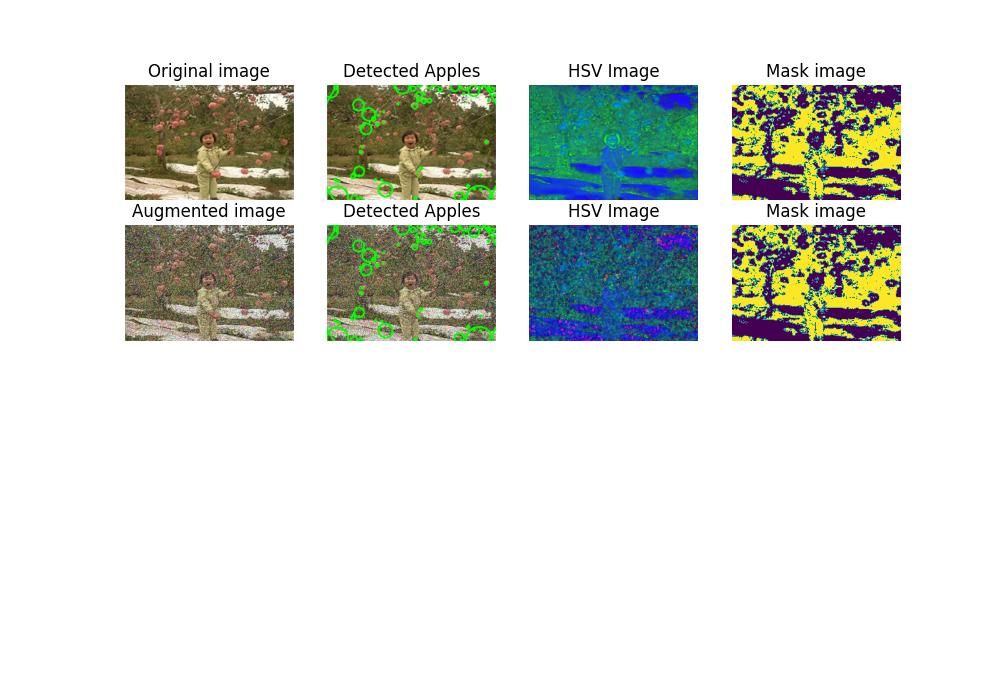 Original image
Detected Apples
HSV Image
Mask image
Augmented image
Detected Apples
HSV Image
Mask image